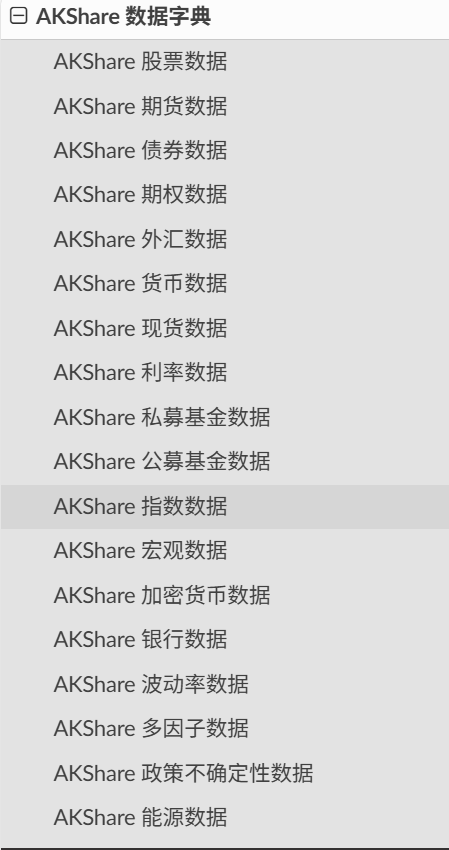 AKShare 数据字典
AKShare 股票数据
AKShare 期货数据
AKShare 债券数据
AKShare 期权数据
AKShare 外汇数据
AKShare 货币数据
AKShare 现货数据
AKShare 利率数据
AKShare 私募基金数据
AKShare 公募基金数据
AKShare 指数数据
AKShare 宏观数据
AKShare 加密货币数据
AKShare 银行数据
AKShare 波动率数据
AKShare 多因子数据
AKShare 政策不确定性数据
AKShare 能源数据